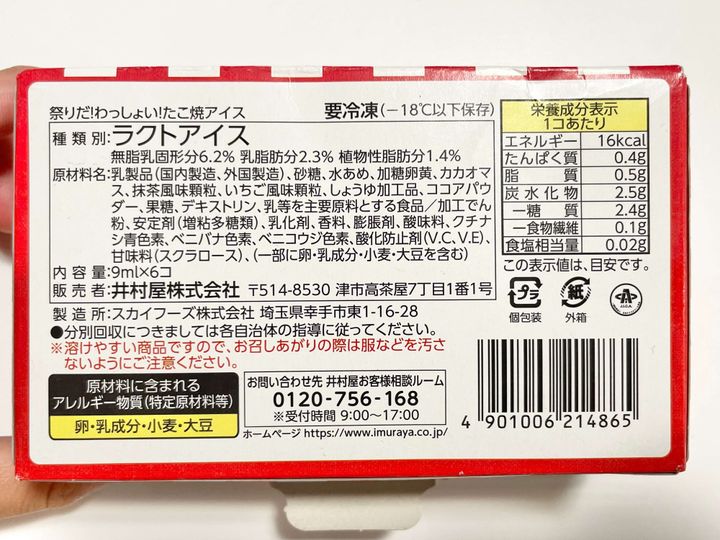 祭りだ!わっしょい!たこ焼アイス 要冷凍(−18℃以下保存)
種類別:ラクトアイス
無脂乳固形分6.2% 乳脂肪分2.3% 植物性脂肪分1.4%
原材料名:乳製品(国内製造、外国製造)、砂糖、水あめ、加糖卵黄、カカオマ
ス、抹茶風味顆粒、いちご風味顆粒、しょうゆ加工品、ココアパウ
ダー、果糖、デキストリン、乳等を主要原料とする食品/加工でん
粉、安定剤(増粘多糖類)、乳化剤、香料、膨脹剤、酸味料、クチナ
シ青色素、ベニバナ色素、ベニコウジ色素、酸化防止剤(V.C、V.E)、
甘味料(スクラロース)、(一部に卵・乳成分・小麦・大豆を含む)
内容量:9ml×6コ
販売者:井村屋株式会社 〒514-8530 津市高茶屋7丁目1番1号
製造所:スカイフーズ株式会社 埼玉県幸手市東1-16-28
●分別回収につきましては各自治体の指導に従ってください。
※溶けやすい商品ですので、お召しあがりの際は服などを汚さ
ないようにご注意ください。
原材料に含まれる
アレルギー物質(特定原材料等)
卵・乳成分・小麦・大豆
お問い合わせ先 井村屋お客様相談ルーム
0120-756-168
※受付時間 9:00〜17:00
ホームページ https://www.imuraya.co.jp/
栄養成分表示
1コあたり
エネルギー 16kcal
たんぱく質 0.4g
脂質 0.5g
炭水化物 2.5g
−糖質 2.4g
−食物繊維 0.1g
食塩相当量 0.02g
この表示値は、目安です。
プラ 紙
個包装 外箱
4 901006 214865